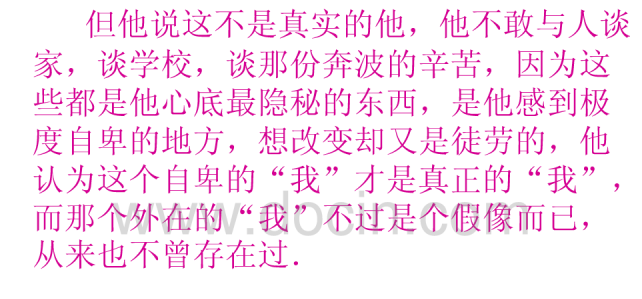 但他说这不是真实的他，他不敢与人谈
家，谈学校，谈那份奔波的辛苦，因为这
些都是他心底最隐秘的东西，是他感到极
度自卑的地方，想改变却又是徒劳的，他
认为这个自卑的“我”才是真正的“我”，
而那个外在的“我”不过是个假像而已，
从来也不曾存在过．
www.docin.com